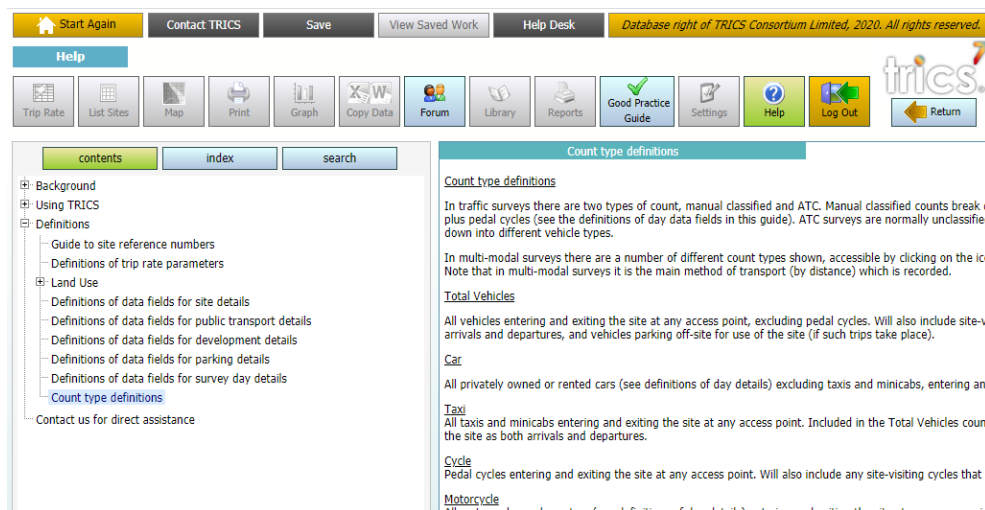 Start Again
Contact TRICS
Save
View Saved Work
Help Desk
Database right of TRICS Consortium Limited, 2020. All rights reserved.
Help
trics 7
Trip Rate
List Sites
Map
Print
Graph
Copy Data
Forum
Library
Reports
Good Practice
Guide
Settings
Help
Log Out
Return
contents
index
search
Background
Using TRICS
Definitions
Guide to site reference numbers
Definitions of trip rate parameters
Land Use
Definitions of data fields for site details
Definitions of data fields for public transport details
Definitions of data fields for development details
Definitions of data fields for parking details
Definitions of data fields for survey day details
Count type definitions
Contact us for direct assistance
Count type definitions
Count type definitions
In traffic surveys there are two types of count, manual classified and ATC. Manual classified counts break
plus pedal cycles (see the definitions of day data fields in this guide). ATC surveys are normally unclassifie
down into different vehicle types.
In multi-modal surveys there are a number of different count types shown, accessible by clicking on the ic
Note that in multi-modal surveys it is the main method of transport (by distance) which is recorded.
Total Vehicles
All vehicles entering and exiting the site at any access point, excluding pedal cycles. Will also include site-v
arrivals and departures, and vehicles parking off-site for use of the site (if such trips take place).
Car
All privately owned or rented cars (see definitions of day details) excluding taxis and minicabs, entering an
Taxi
All taxis and minicabs entering and exiting the site at any access point. Included in the Total Vehicles coun
the site as both arrivals and departures.
Cycle
Pedal cycles entering and exiting the site at any access point. Will also include any site-visiting cycles that
Motorcycle